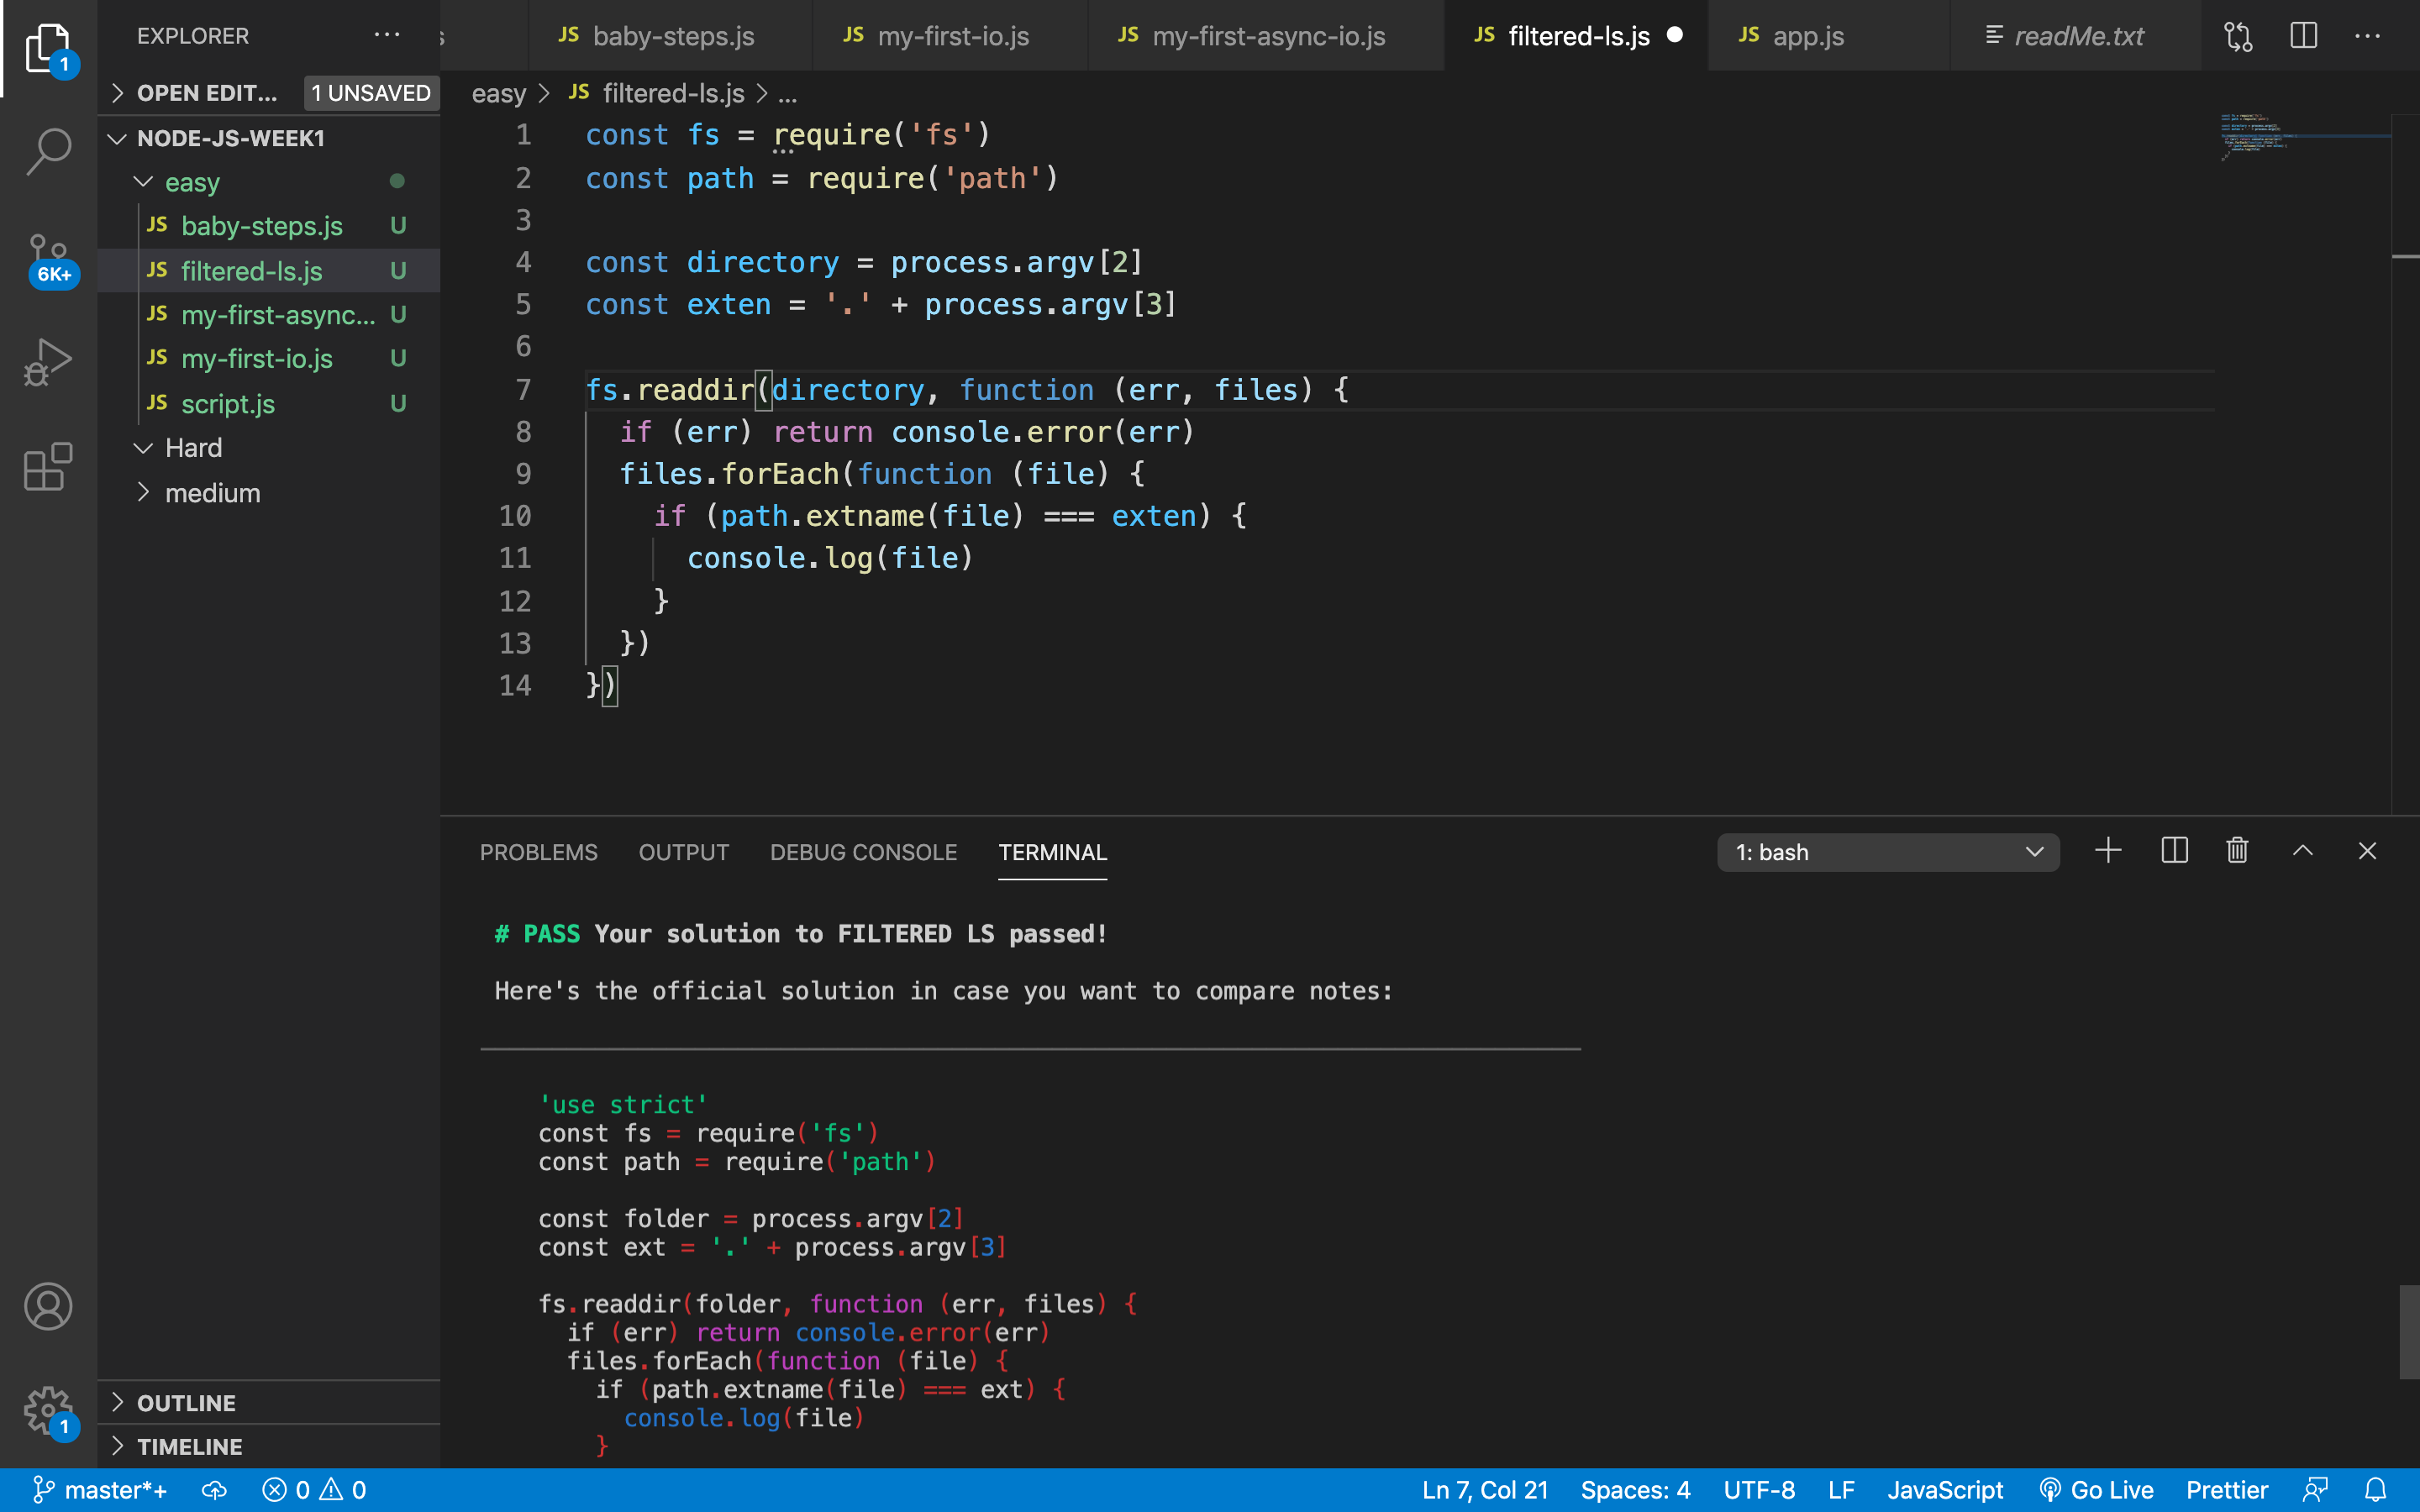 EXPLORER
OPEN EDIT... 1 UNSAVED
NODE-JS-WEEK1
easy
JS baby-steps.js U
JS filtered-ls.js U
JS my-first-async... U
JS my-first-io.js U
JS script.js U
Hard
medium
OUTLINE
TIMELINE
1
6K+
1
JS baby-steps.js JS my-first-io.js JS my-first-async-io.js JS filtered-ls.js JS app.js readMe.txt
easy > JS filtered-ls.js > ...
1 const fs = require('fs')
2 const path = require('path')
3
4 const directory = process.argv[2]
5 const exten = '.' + process.argv[3]
6
7 fs.readdir(directory, function (err, files) {
8 if (err) return console.error(err)
9 files.forEach(function (file) {
10 if (path.extname(file) === exten) {
11 console.log(file)
12 }
13 })
14 })
PROBLEMS OUTPUT DEBUG CONSOLE TERMINAL 1: bash
# PASS Your solution to FILTERED LS passed!
Here's the official solution in case you want to compare notes:
'use strict'
const fs = require('fs')
const path = require('path')
const folder = process.argv[2]
const ext = '.' + process.argv[3]
fs.readdir(folder, function (err, files) {
if (err) return console.error(err)
files.forEach(function (file) {
if (path.extname(file) === ext) {
console.log(file)
}
master*+ 0 0 Ln 7, Col 21 Spaces: 4 UTF-8 LF JavaScript Go Live Prettier